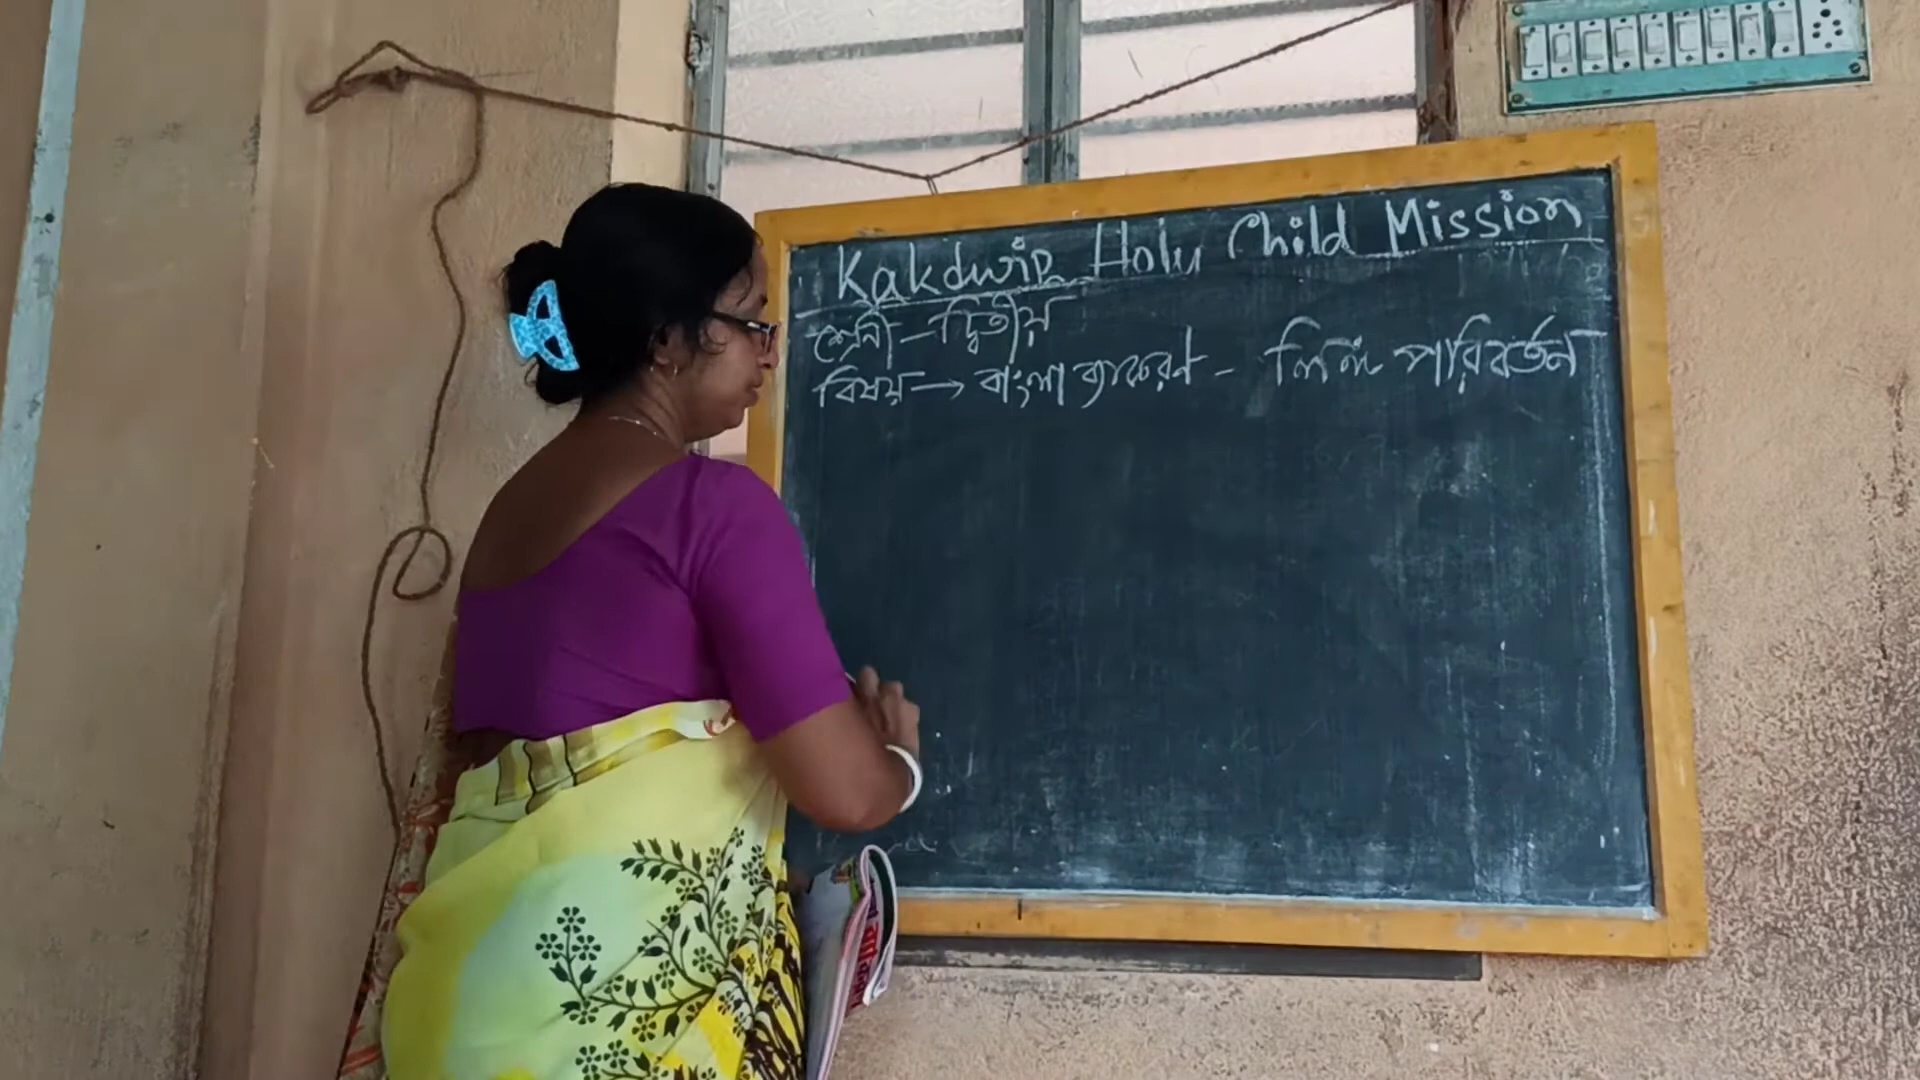 Kakdwip Holy Child Mission
শ্রেনী - দ্বিতীয়
বিষয় → বাংলা ব্যাকরণ - লিঙ্গ পরিবর্তন